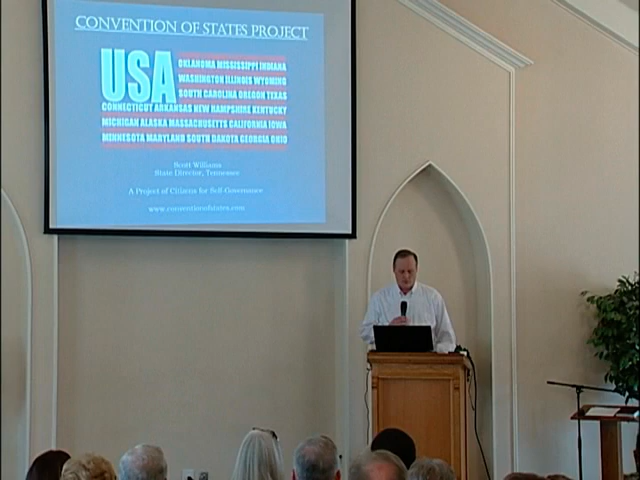 CONVENTION OF STATES PROJECT
USA
OKLAHOMA MISSISSIPPI INDIANA
WASHINGTON ILLINOIS WYOMING
SOUTH CAROLINA OREGON TEXAS
CONNECTICUT ARKANSAS NEW HAMPSHIRE KENTUCKY
MICHIGAN ALASKA MASSACHUSETTS CALIFORNIA IOWA
MINNESOTA MARYLAND SOUTH DAKOTA GEORGIA OHIO
Scott Williams
State Director, Tennessee
A Project of Citizens for Self-Governance
www.conventionofstates.com